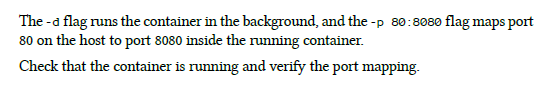 The -d flag runs the container in the background, and the -p 80:8080 flag maps port
80 on the host to port 8080 inside the running container.
Check that the container is running and verify the port mapping.